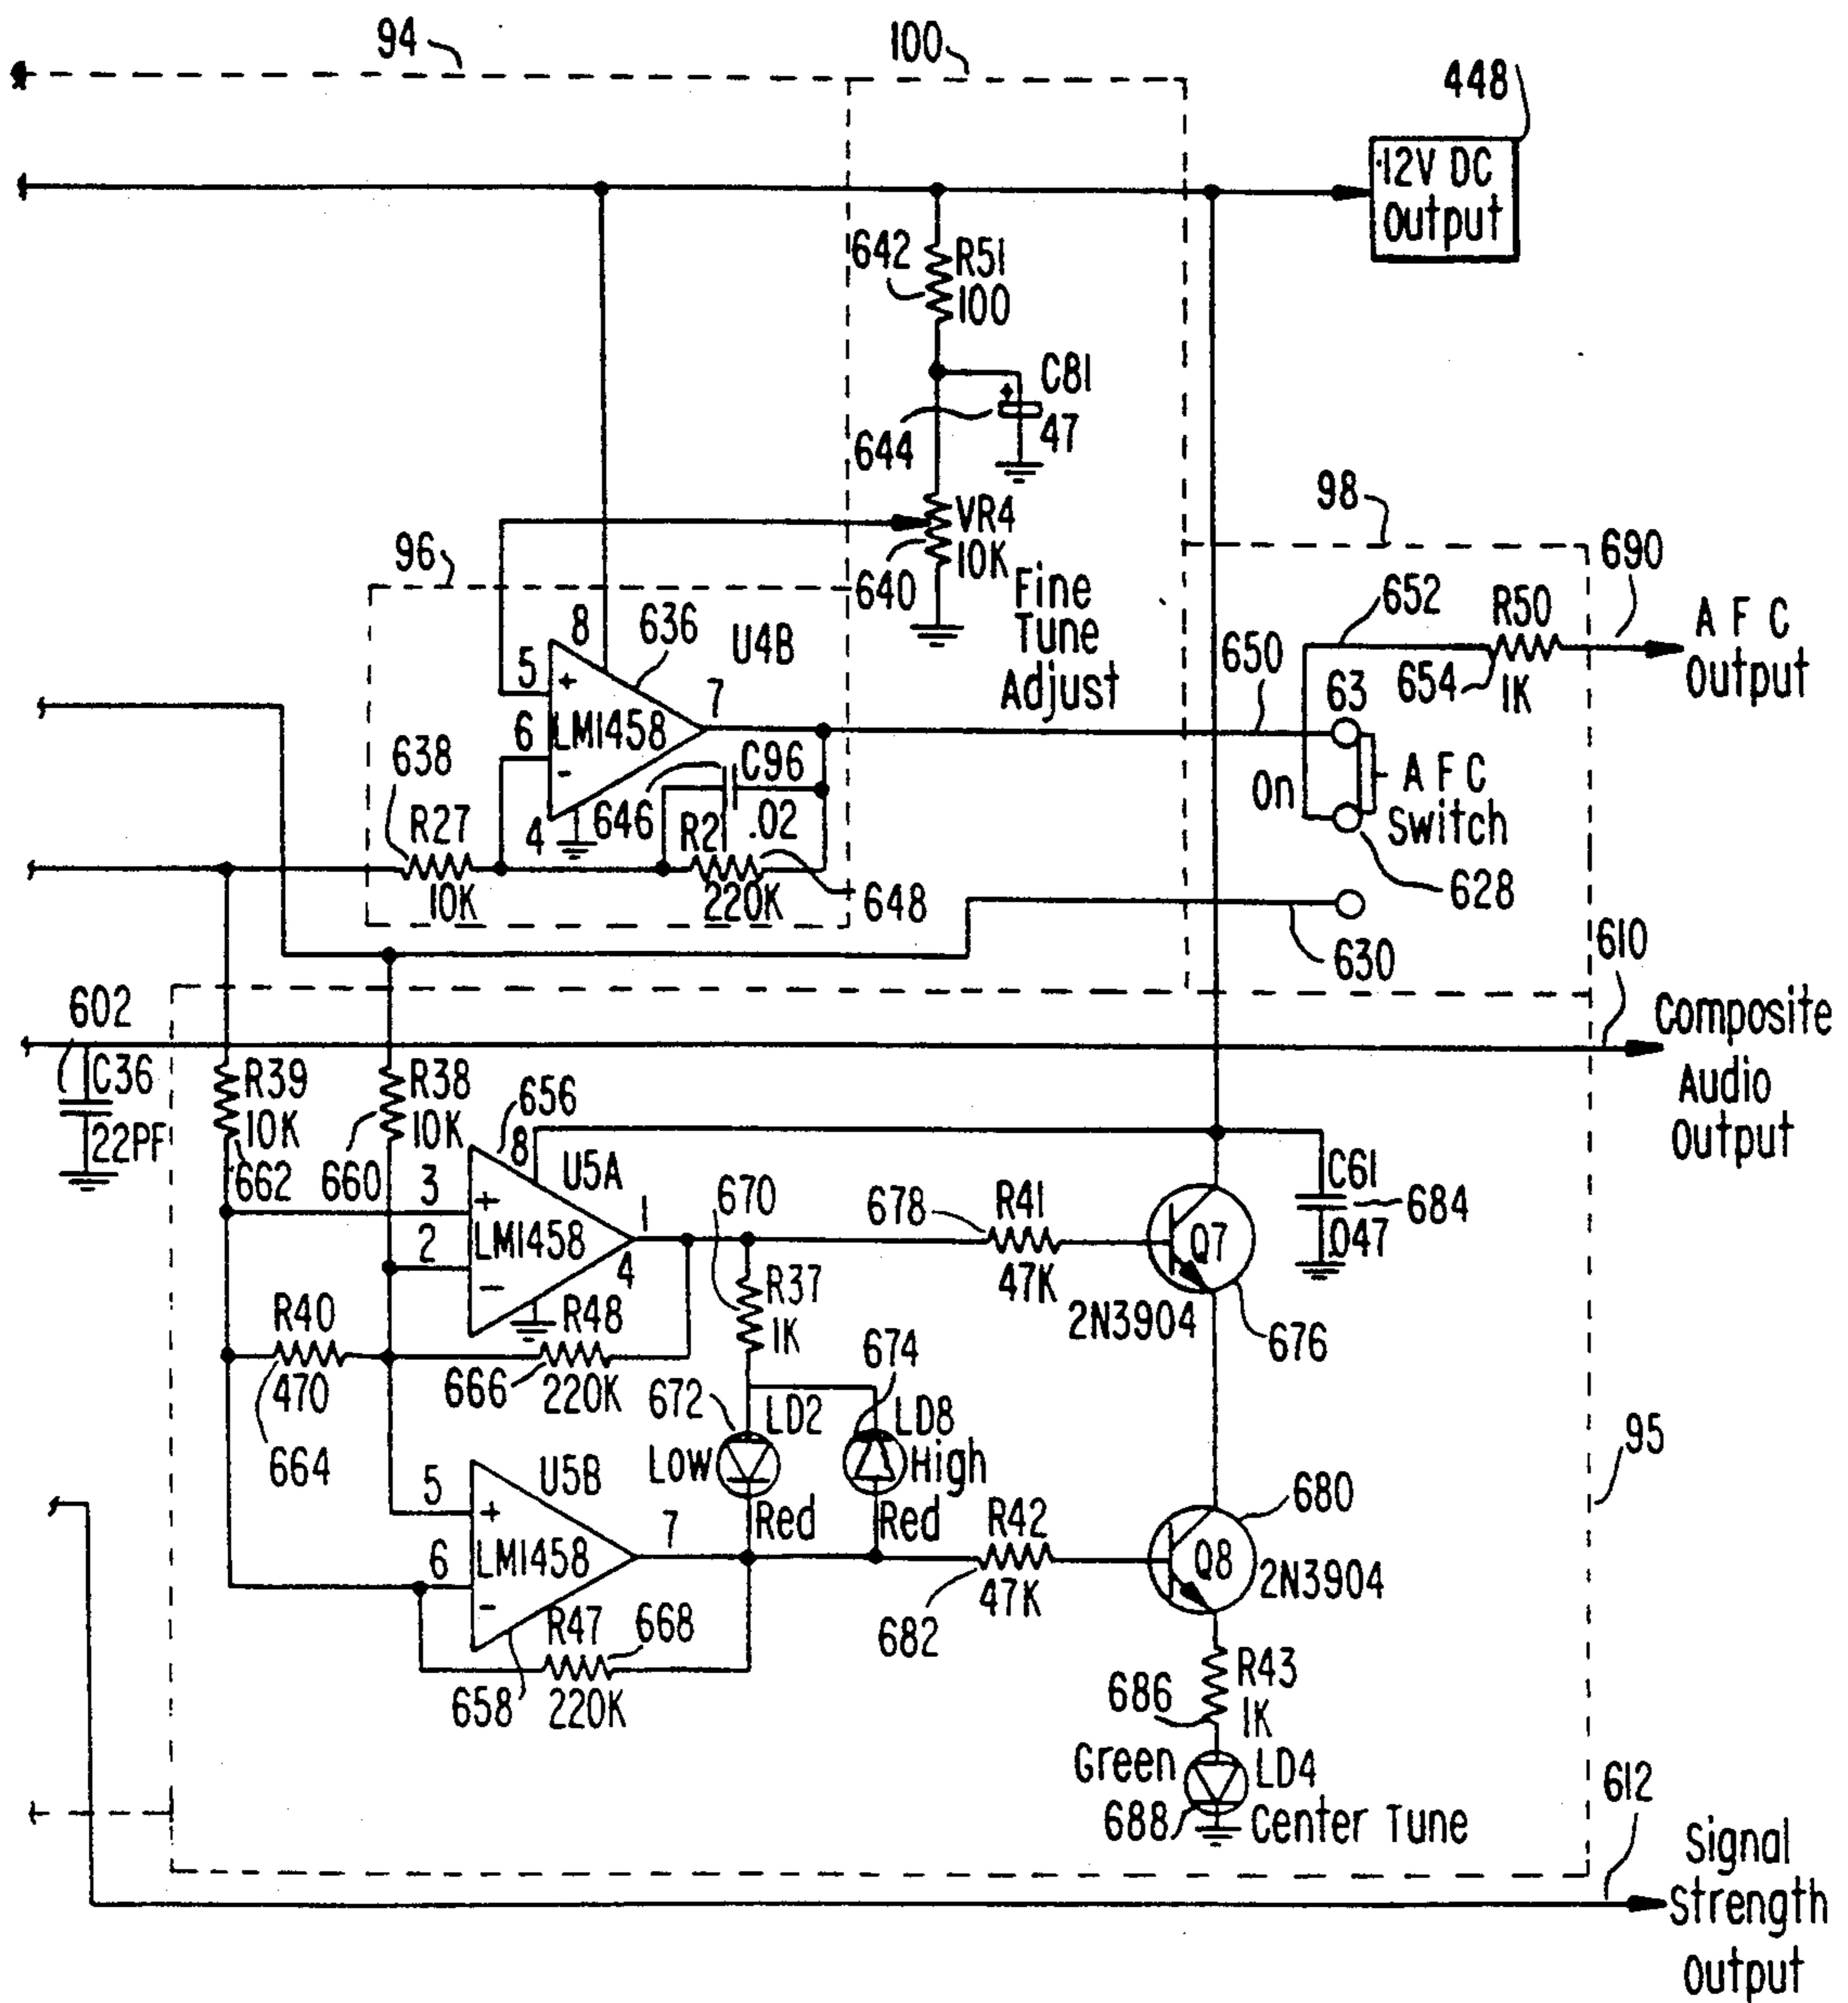 94
100
448
12V DC
Output
642
R51
100
C81
+
47
644
98
VR4
10K
640
Fine
Tune
Adjust
96
690
652
R50
A F C
Output
8
636
U4B
5
+
650
654
1K
7
63
6
LM1458
-
638
C96
On
A F C
Switch
R27
4
646
R21
.02
10K
220K
648
628
630
610
602
Composite
Audio
Output
C36
22PF
R39
10K
R38
10K
656
8
U5A
662
660
3
+
670
C61
684
.047
2
LM1458
-
1
4
678
R41
47K
Q7
2N3904
676
R37
1K
R40
470
R48
666
220K
674
672
LD2
LD8
95
664
Low
High
U5B
5
+
Red
Red
7
R42
680
6
LM1458
-
47K
Q8
2N3904
R47
668
682
658
220K
R43
1K
686
Green
LD4
688
Center Tune
612
Signal
Strength
Output